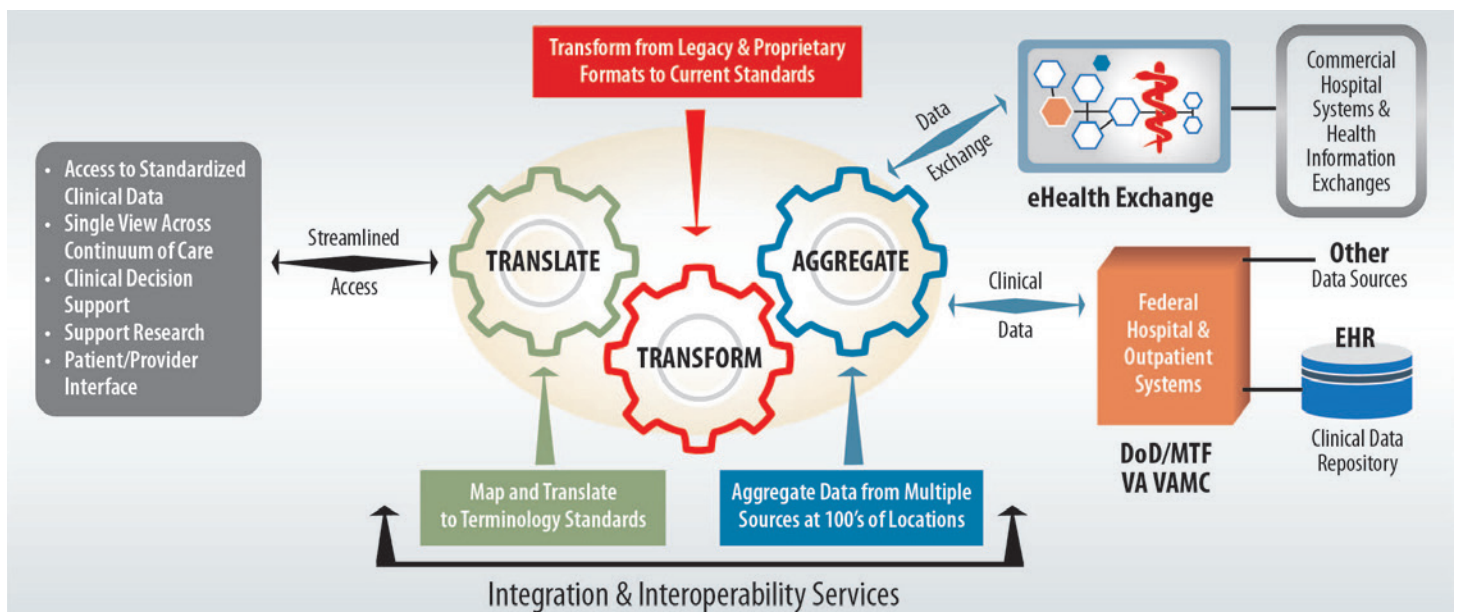 Transform from Legacy & Proprietary
Formats to Current Standards
• Access to Standardized
Clinical Data
• Single View Across
Continuum of Care
• Clinical Decision
Support
• Support Research
• Patient/Provider
Interface
Streamlined
Access
TRANSLATE
TRANSFORM
AGGREGATE
Map and Translate
to Terminology Standards
Aggregate Data from Multiple
Sources at 100's of Locations
Integration & Interoperability Services
Data
Exchange
eHealth Exchange
Commercial
Hospital
Systems &
Health
Information
Exchanges
Clinical
Data
Federal
Hospital &
Outpatient
Systems
DoD/MTF
VA VAMC
Other
Data Sources
EHR
Clinical Data
Repository